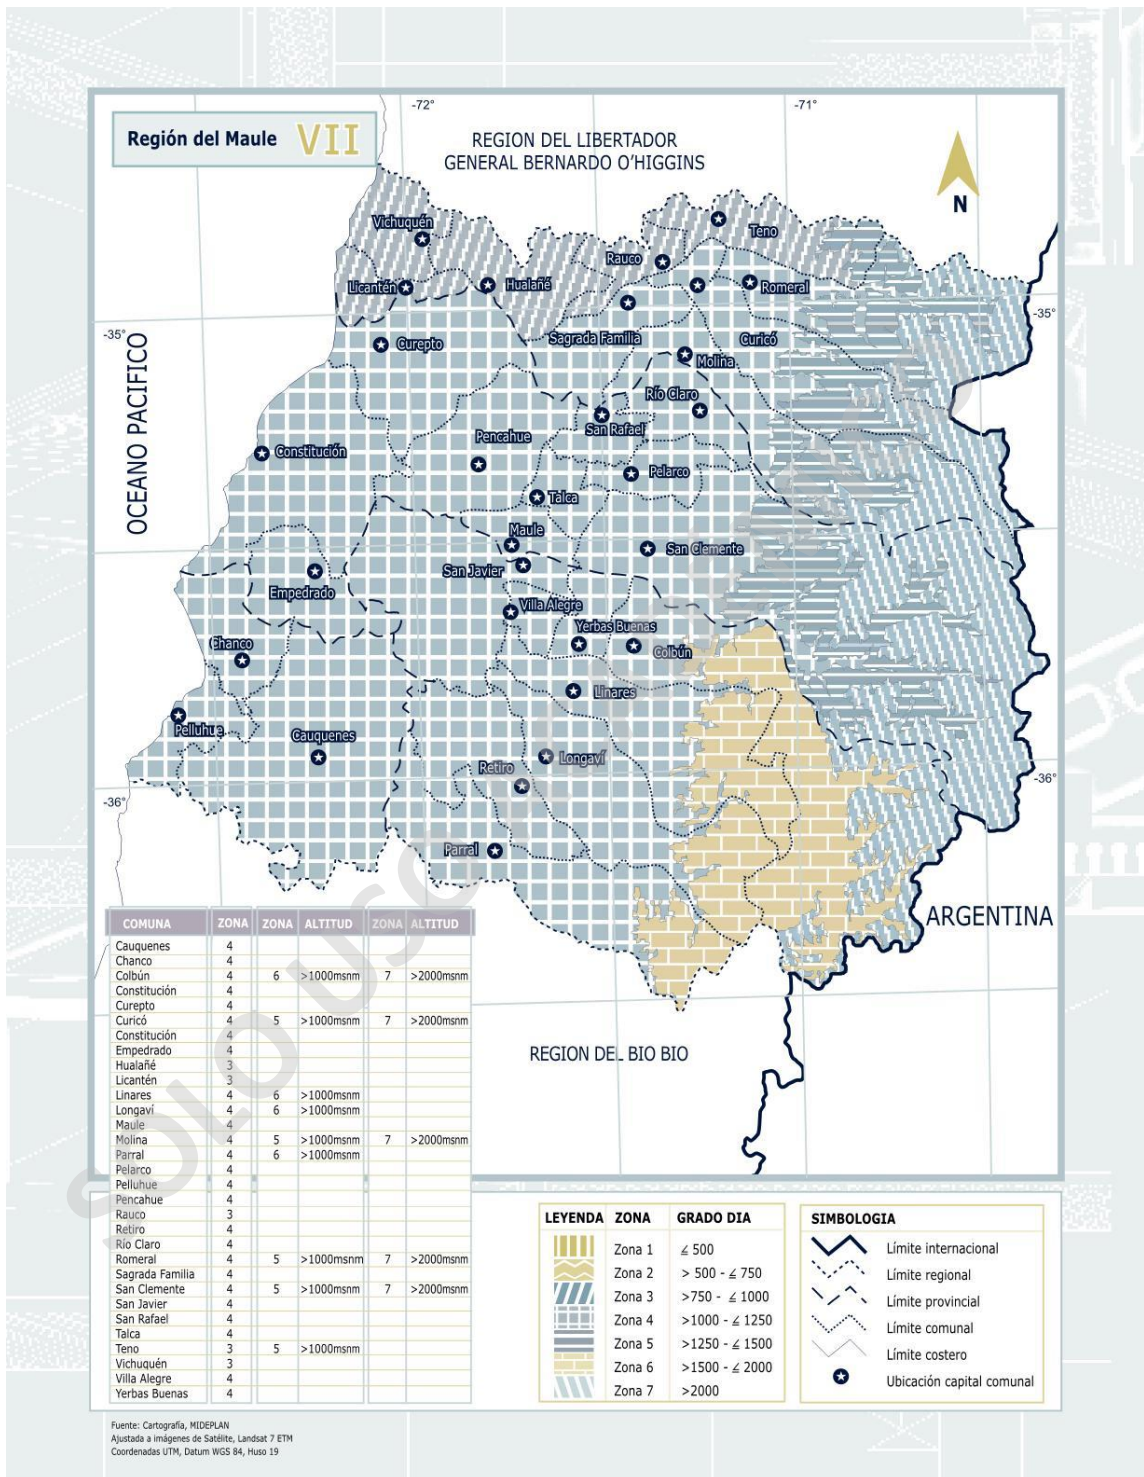 -72°
-71°
Región del Maule VII
REGION DEL LIBERTADOR
GENERAL BERNARDO O'HIGGINS
N
Vichuquén
Teno
Rauco
Licantén
Hualañé
Romeral
-35°
-35°
Sagrada Familia
Curicó
Curepto
Molina
OCEANO PACIFICO
Río Claro
San Rafael
Pencahue
Constitución
Pelarco
Talca
Maule
San Clemente
San Javier
Empedrado
Villa Alegre
Yerbas Buenas
Chanco
Colbún
Linares
Pelluhue
Cauquenes
Retiro
Longaví
-36°
-36°
Parral
ARGENTINA
REGION DEL BIO BIO
SOLO USO
COMUNA ZONA ZONA ALTITUD ZONA ALTITUD
Cauquenes 4
Chanco 4
Colbún 4 6 >1000msnm 7 >2000msnm
Constitución 4
Curepto 4
Curicó 4 5 >1000msnm 7 >2000msnm
Constitución 4
Empedrado 4
Hualañé 3
Licantén 3
Linares 4 6 >1000msnm
Longaví 4 6 >1000msnm
Maule 4
Molina 4 5 >1000msnm 7 >2000msnm
Parral 4 6 >1000msnm
Pelarco 4
Pelluhue 4
Pencahue 4
Rauco 3
Retiro 4
Río Claro 4
Romeral 4 5 >1000msnm 7 >2000msnm
Sagrada Familia 4
San Clemente 4 5 >1000msnm 7 >2000msnm
San Javier 4
San Rafael 4
Talca 4
Teno 3 5 >1000msnm
Vichuquén 3
Villa Alegre 4
Yerbas Buenas 4
LEYENDA ZONA GRADO DIA
Zona 1 ≤ 500
Zona 2 > 500 - ≤ 750
Zona 3 >750 - ≤ 1000
Zona 4 >1000 - ≤ 1250
Zona 5 >1250 - ≤ 1500
Zona 6 >1500 - ≤ 2000
Zona 7 >2000
SIMBOLOGIA
Límite internacional
Límite regional
Límite provincial
Límite comunal
Límite costero
Ubicación capital comunal
Fuente: Cartografía, MIDEPLAN
Ajustada a imágenes de Satélite, Landsat 7 ETM
Coordenadas UTM, Datum WGS 84, Huso 19